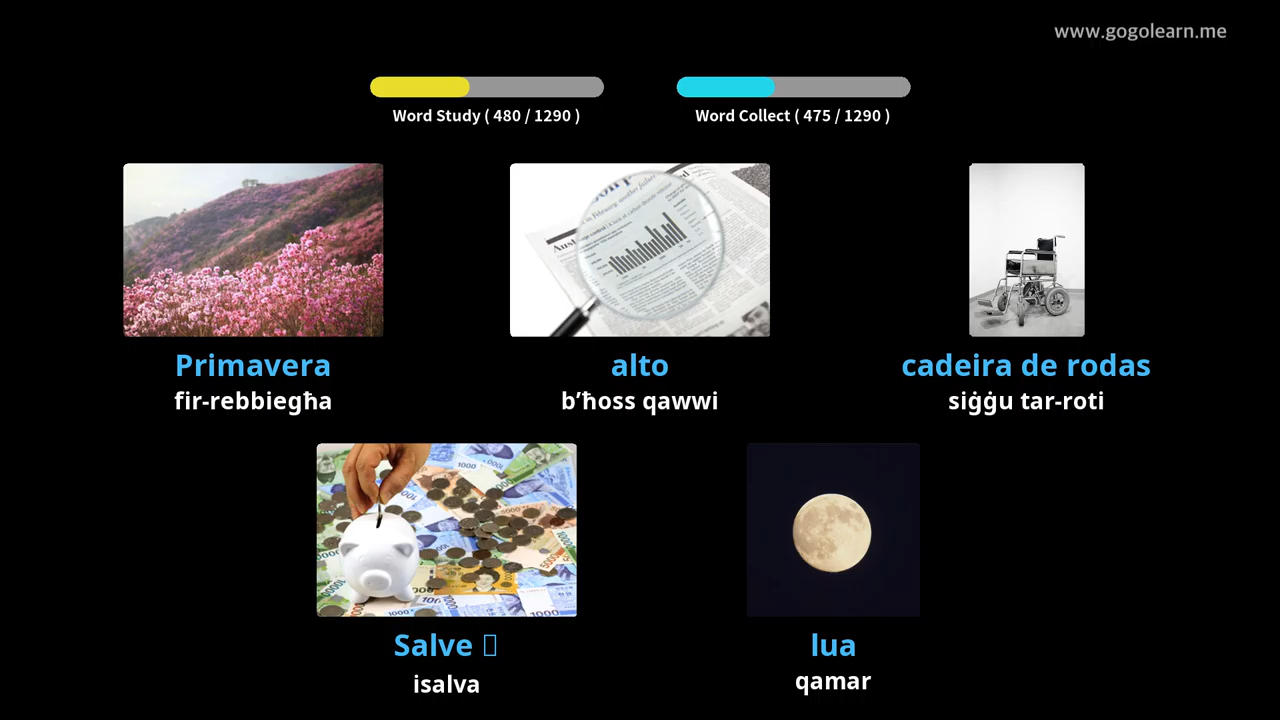 www.gogolearn.me
Word Study ( 480 / 1290 )
Word Collect ( 475 / 1290 )
Primavera
alto
cadeira de rodas
fir-rebbiegħa
b’ħoss qawwi
siġġu tar-roti
Salve
lua
isalva
qamar